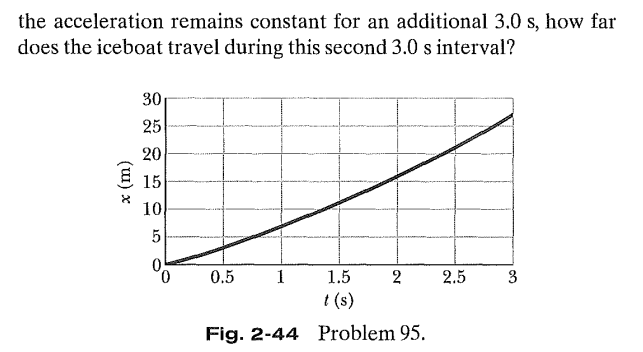 the acceleration remains constant for an additional 3.0 s, how far
does the iceboat travel during this second 3.0 s interval?
30
25
20
15
10
5
0
x (m)
0 0.5 1 1.5 2 2.5 3
t (s)
Fig. 2-44 Problem 95.